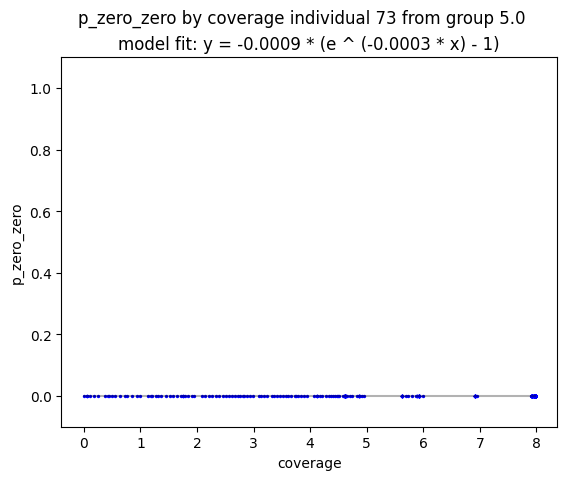 p_zero_zero by coverage individual 73 from group 5.0
model fit: y = -0.0009 * (e ^ (-0.0003 * x) - 1)
1.0
0.8
0.6
0.4
0.2
0.0
p_zero_zero
0 1 2 3 4 5 6 7 8
coverage